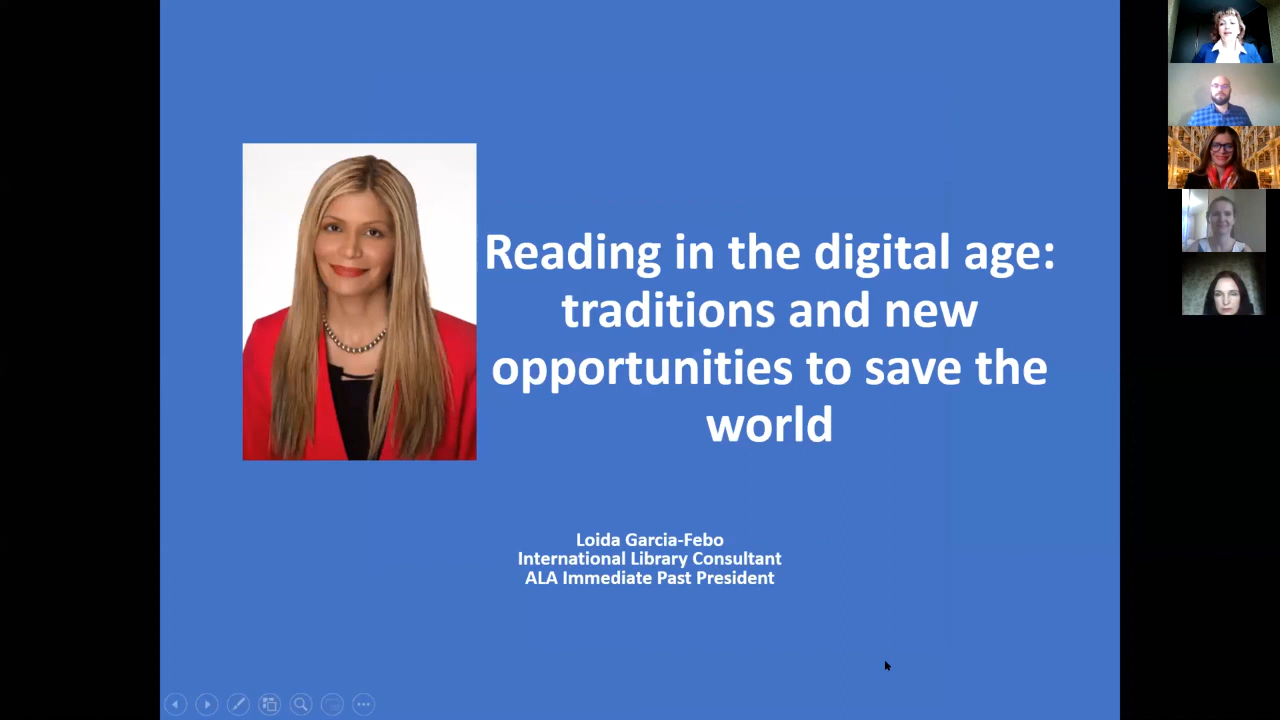 Reading in the digital age:
traditions and new
opportunities to save the
world
Loida Garcia-Febo
International Library Consultant
ALA Immediate Past President